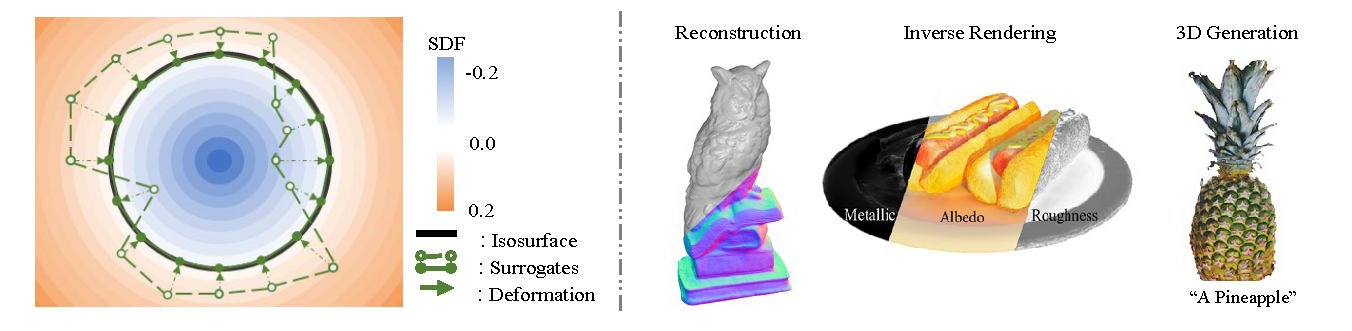 SDF
-0.2
0.0
0.2
: Isosurface
: Surrogates
: Deformation
Reconstruction
Inverse Rendering
Metallic
Albedo
Roughness
3D Generation
“A Pineapple”